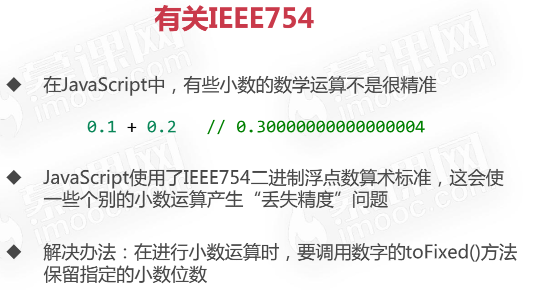 有关IEEE754
◆ 在JavaScript中，有些小数的数学运算不是很精准
0.1 + 0.2 // 0.30000000000000004
◆ JavaScript使用了IEEE754二进制浮点数算术标准，这会使
一些个别的小数运算产生“丢失精度”问题
◆ 解决办法：在进行小数运算时，要调用数字的toFixed()方法
保留指定的小数位数
慕课网
imooc.com